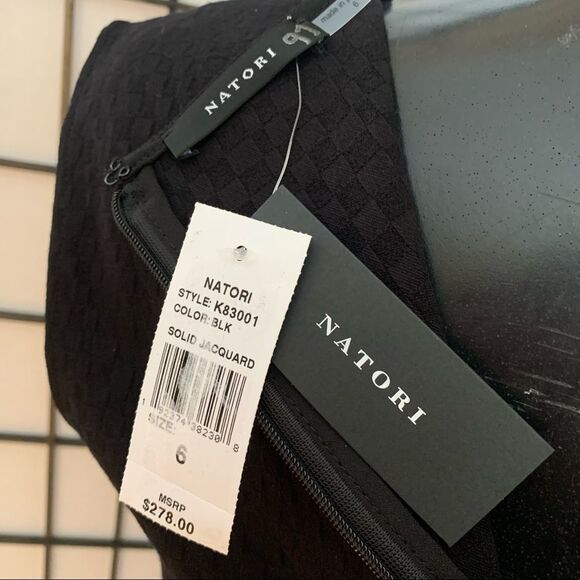 NATORI
made in
6
NATORI
STYLE: K83001
COLOR: BLK
SOLID JACQUARD
SIZE:
6
MSRP
$278.00
NATORI